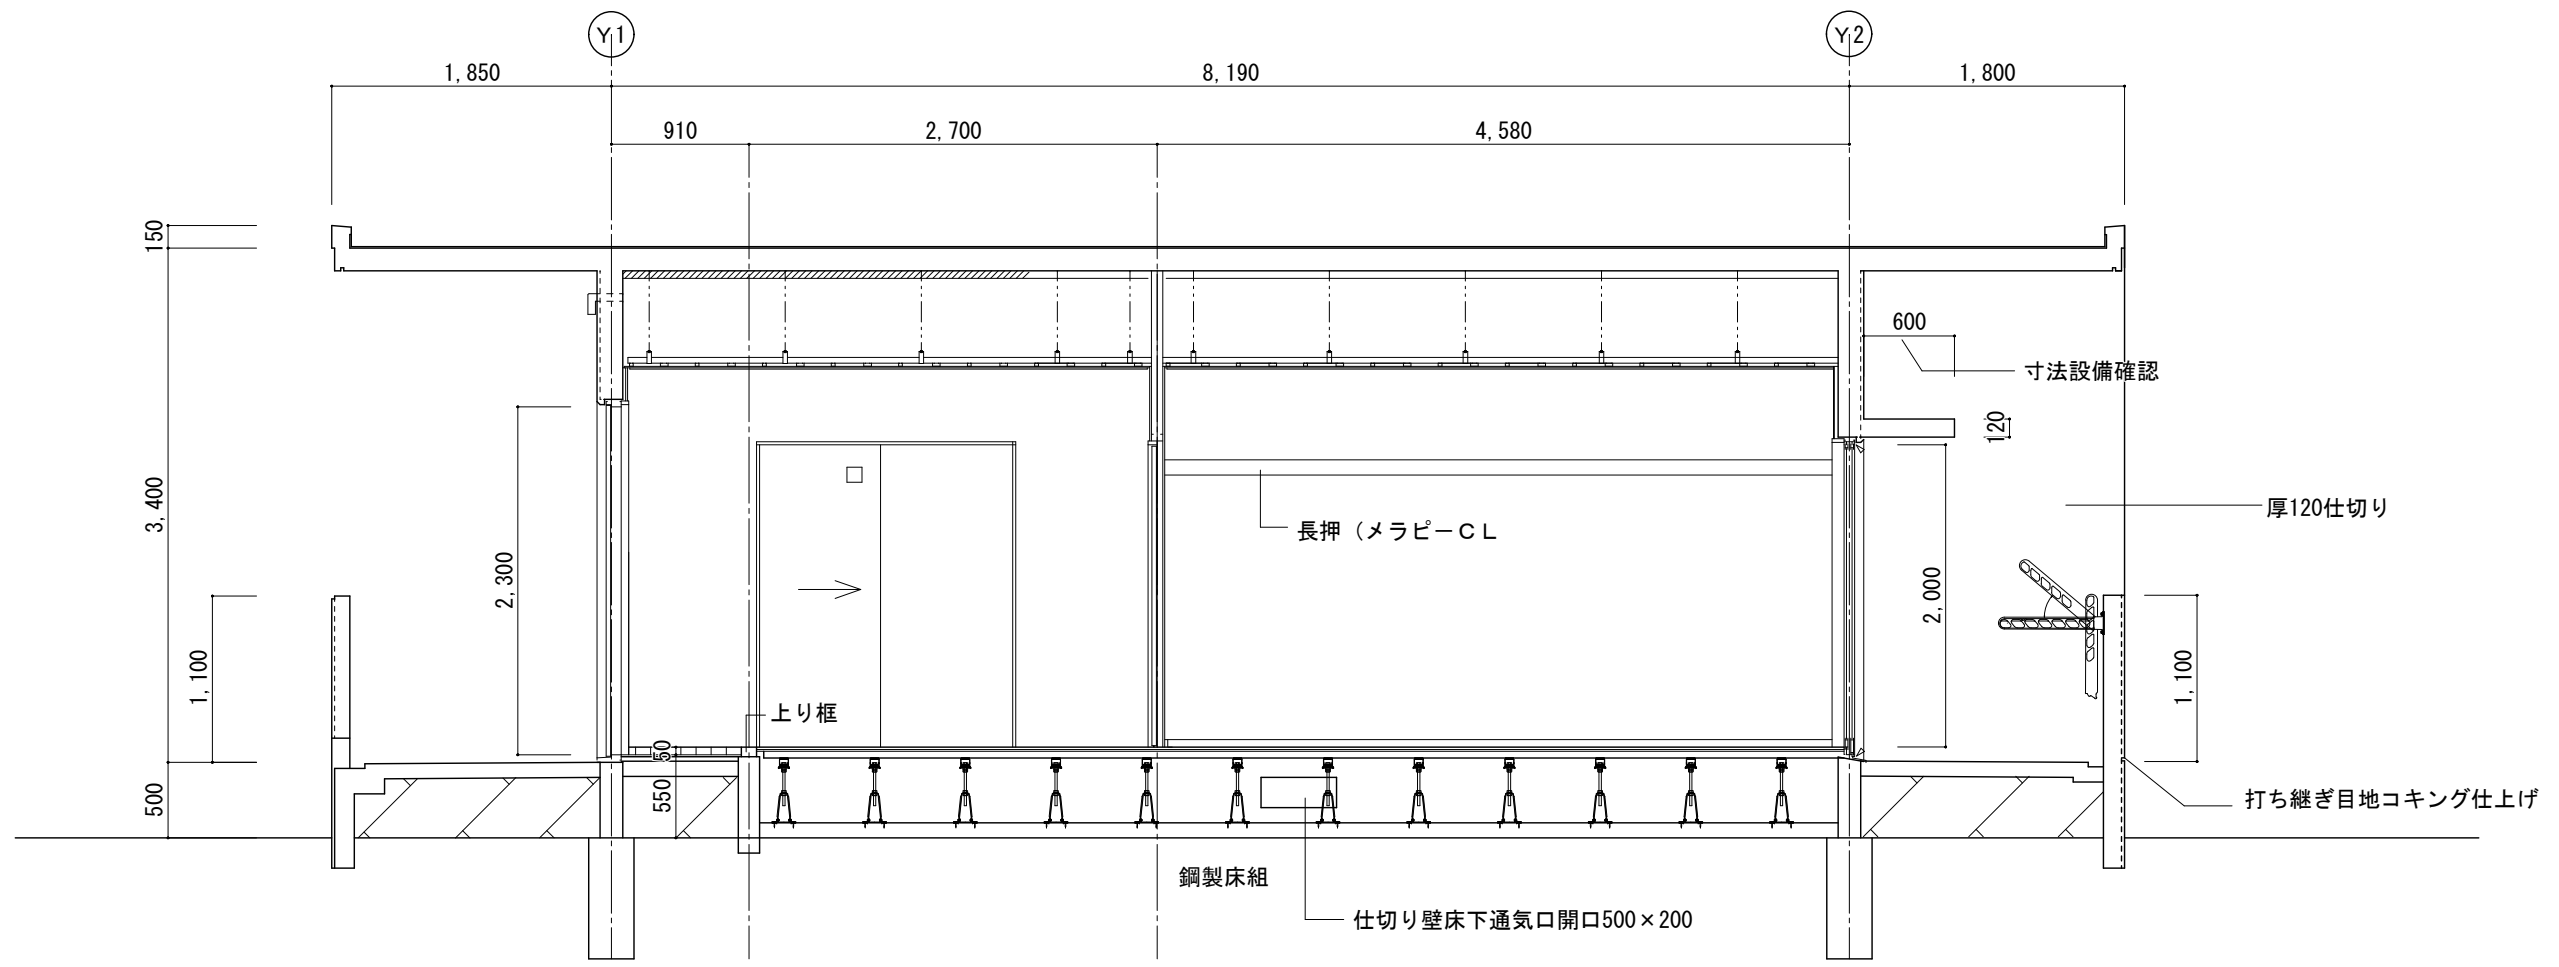 Y1
Y2
1,850
8,190
1,800
910
2,700
4,580
150
600
寸法設備確認
120
3,400
2,300
長押（メラピーＣＬ
厚120仕切り
2,000
1,100
1,100
上り框
50
550
500
打ち継ぎ目地コキング仕上げ
鋼製床組
仕切り壁床下通気口開口500×200